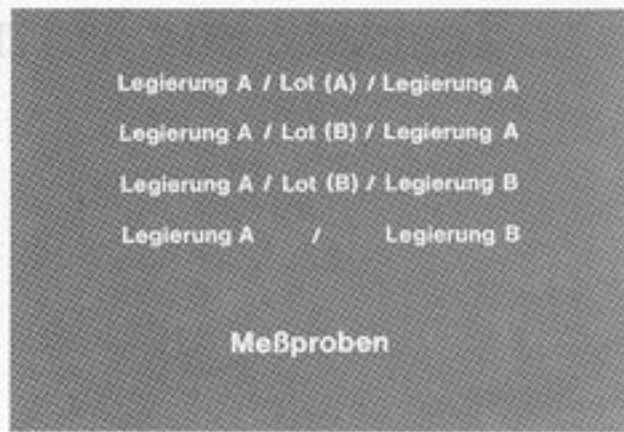 Legierung A / Lot (A) / Legierung A
Legierung A / Lot (B) / Legierung A
Legierung A / Lot (B) / Legierung B
Legierung A / Legierung B
Meßproben